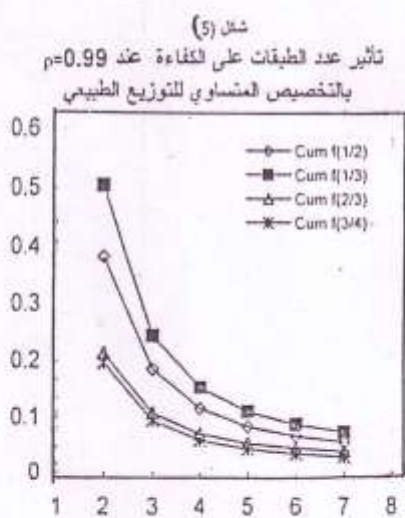 شكل (5)
تأثير عدد الطبقات على الكفاءة عند ρ=0.99
بالتخصيص المتساوي للتوزيع الطبيعي
0.6
0.5
0.4
0.3
0.2
0.1
0
Cum f(1/2)
Cum f(1/3)
Cum f(2/3)
Cum f(3/4)
1 2 3 4 5 6 7 8